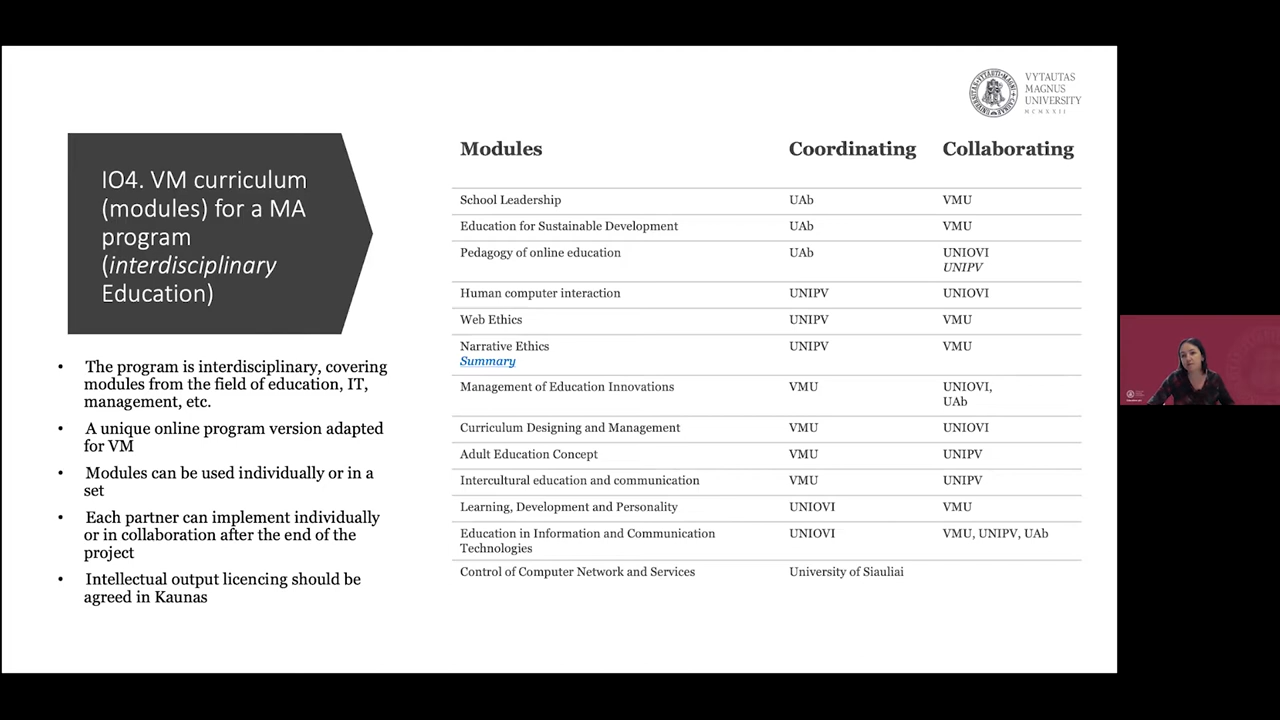 VYTAUTAS
MAGNUS
UNIVERSITY
MCMXXII
IO4. VM curriculum
(modules) for a MA
program
(interdisciplinary
Education)
• The program is interdisciplinary, covering
modules from the field of education, IT,
management, etc.
• A unique online program version adapted
for VM
• Modules can be used individually or in a
set
• Each partner can implement individually
or in collaboration after the end of the
project
• Intellectual output licencing should be
agreed in Kaunas
Modules Coordinating Collaborating
School Leadership UAb VMU
Education for Sustainable Development UAb VMU
Pedagogy of online education UAb UNIOVI
UNIPV
Human computer interaction UNIPV UNIOVI
Web Ethics UNIPV VMU
Narrative Ethics UNIPV VMU
Summary
Management of Education Innovations VMU UNIOVI,
UAb
Curriculum Designing and Management VMU UNIOVI
Adult Education Concept VMU UNIPV
Intercultural education and communication VMU UNIPV
Learning, Development and Personality UNIOVI VMU
Education in Information and Communication UNIOVI VMU, UNIPV, UAb
Technologies
Control of Computer Network and Services University of Siauliai